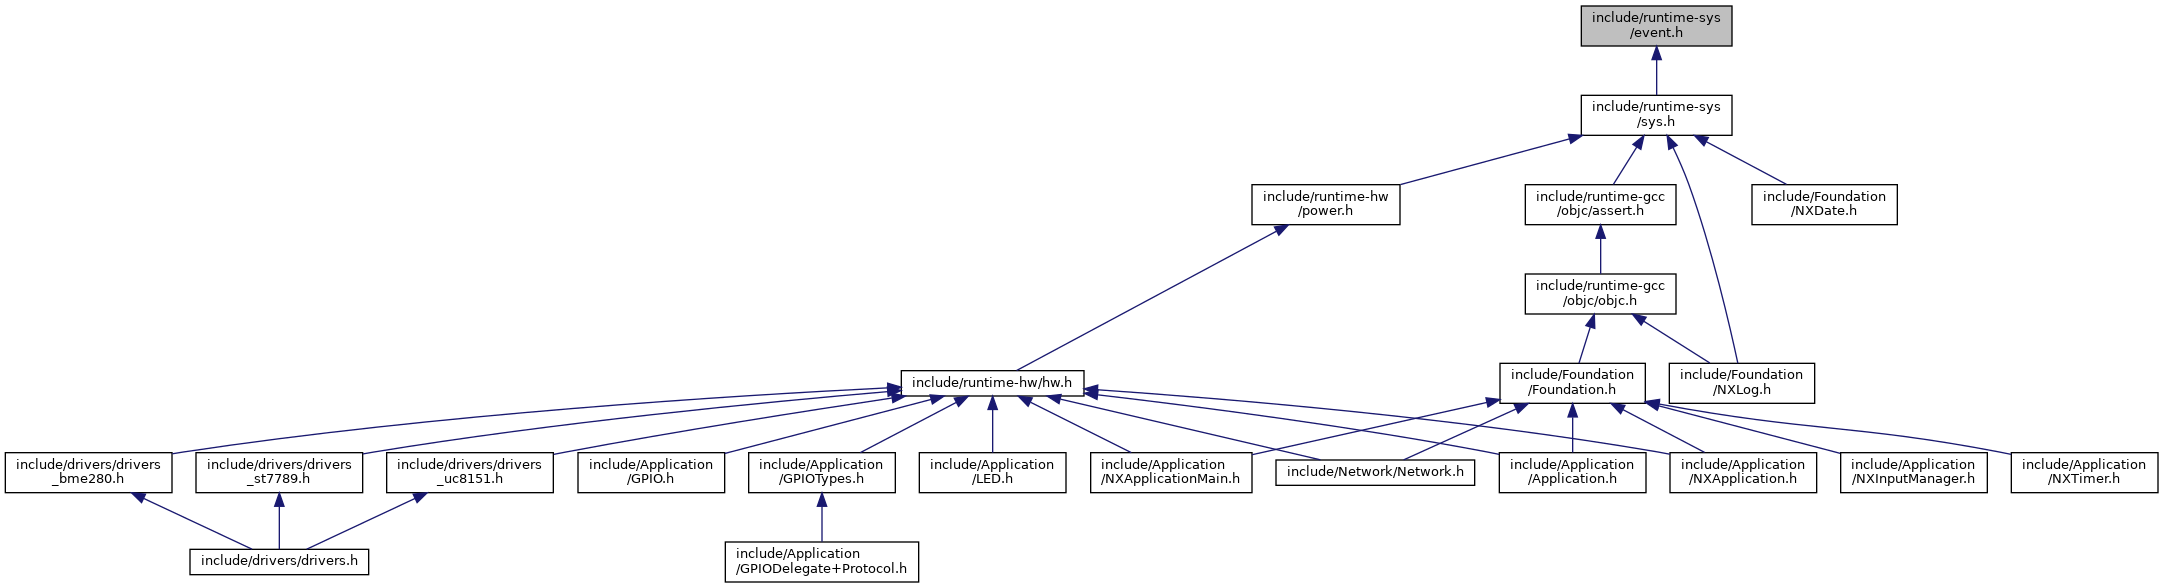 include/runtime-sys
/event.h
include/runtime-sys
/sys.h
include/runtime-hw
/power.h
include/runtime-gcc
/objc/assert.h
include/Foundation
/NXDate.h
include/runtime-gcc
/objc/objc.h
include/runtime-hw/hw.h
include/Foundation
/Foundation.h
include/Foundation
/NXLog.h
include/drivers/drivers
_bme280.h
include/drivers/drivers
_st7789.h
include/drivers/drivers
_uc8151.h
include/Application
/GPIO.h
include/Application
/GPIOTypes.h
include/Application
/LED.h
include/Application
/NXApplicationMain.h
include/Network/Network.h
include/Application
/Application.h
include/Application
/NXApplication.h
include/Application
/NXInputManager.h
include/Application
/NXTimer.h
include/drivers/drivers.h
include/Application
/GPIODelegate+Protocol.h